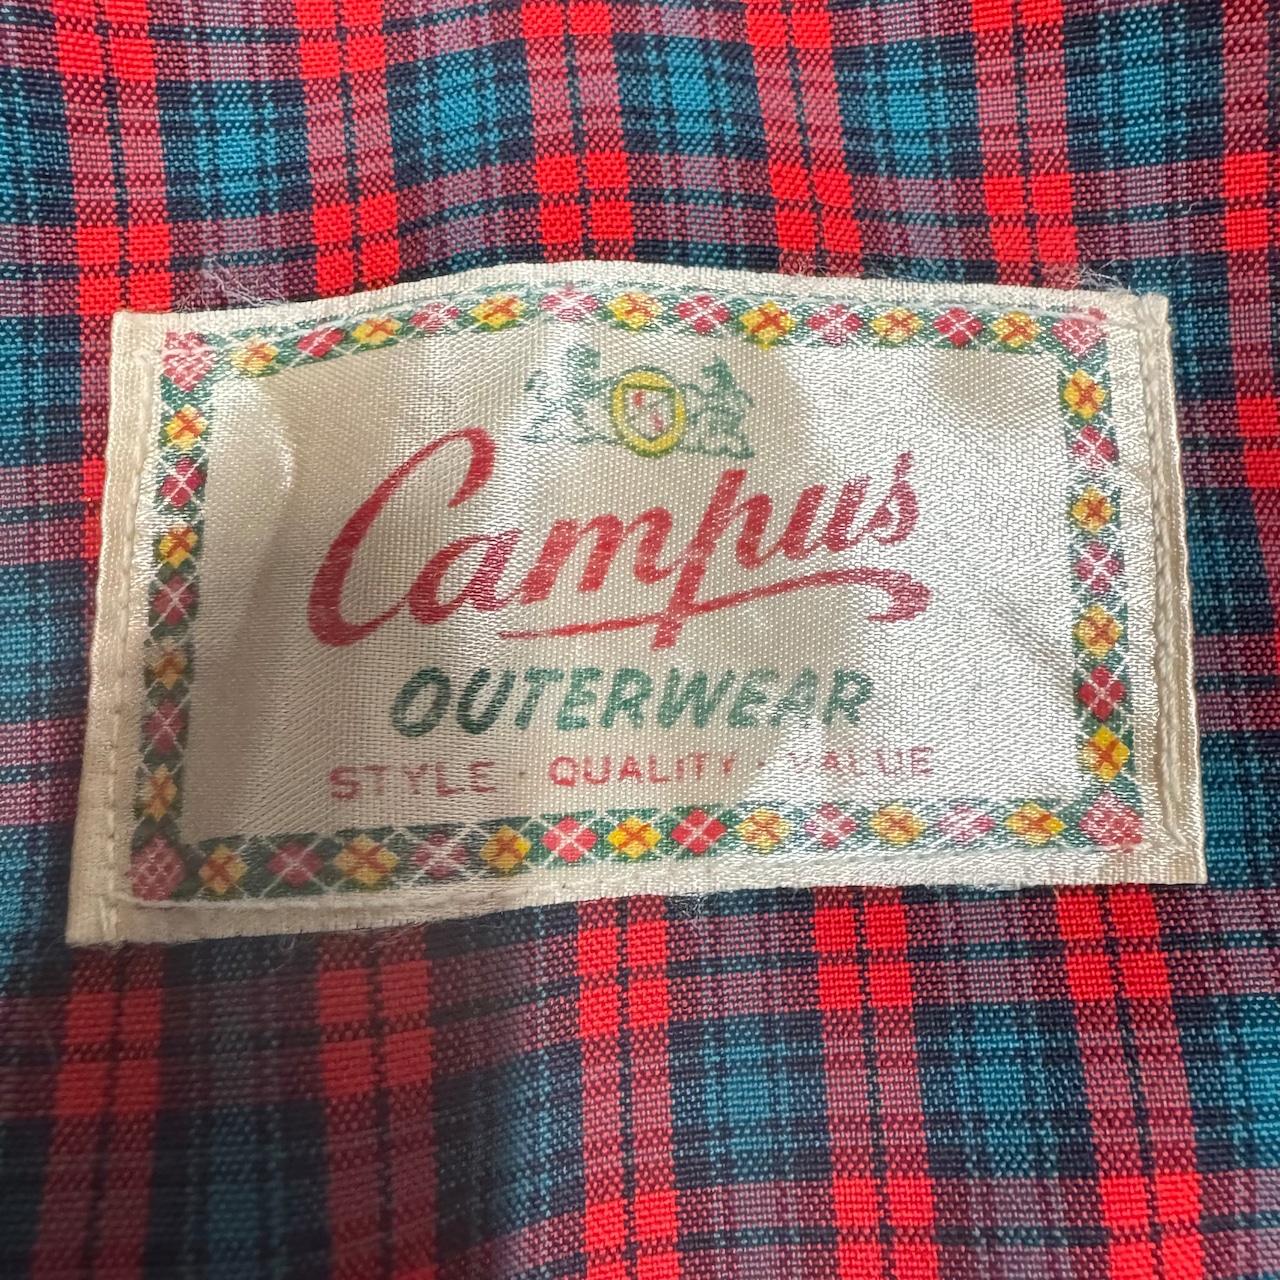 Campus
OUTERWEAR
STYLE · QUALITY · VALUE